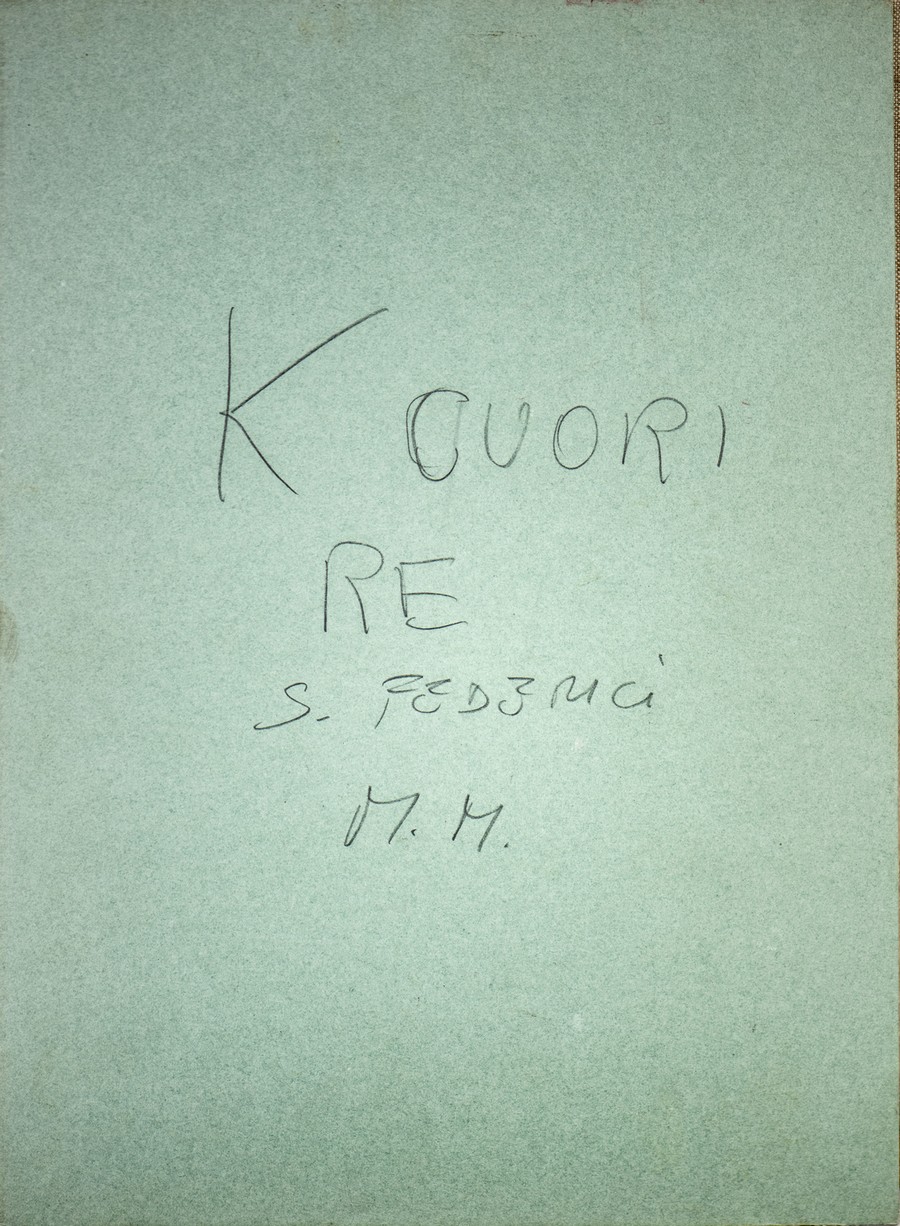 K CUORI
RE
S. FEDERICI
M. M.